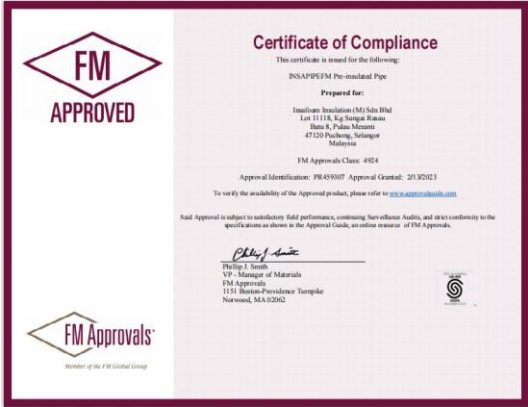 FM
APPROVED
Certificate of Compliance
This certificate is issued for the following:
INSAPIPEFM Pre-insulated Pipe
Prepared for:
Insafoam Insulation (M) Sdn Bhd
Lot 11118, Kg Sungai Rasau
Batu 8, Pulau Meranti
47120 Puchong, Selangor
Malaysia
FM Approvals Class: 4924
Approval Identification: PR459307 Approval Granted: 2/13/2023
To verify the availability of the Approved product, please refer to www.approvalguide.com
Said Approval is subject to satisfactory field performance, continuing Surveillance Audits, and strict conformity to the
specifications as shown in the Approval Guide, an online resource of FM Approvals.
Phillip J. Smith
Phillip J. Smith
VP - Manager of Materials
FM Approvals
1151 Boston-Providence Turnpike
Norwood, MA 02062
FM Approvals
Member of the FM Global Group